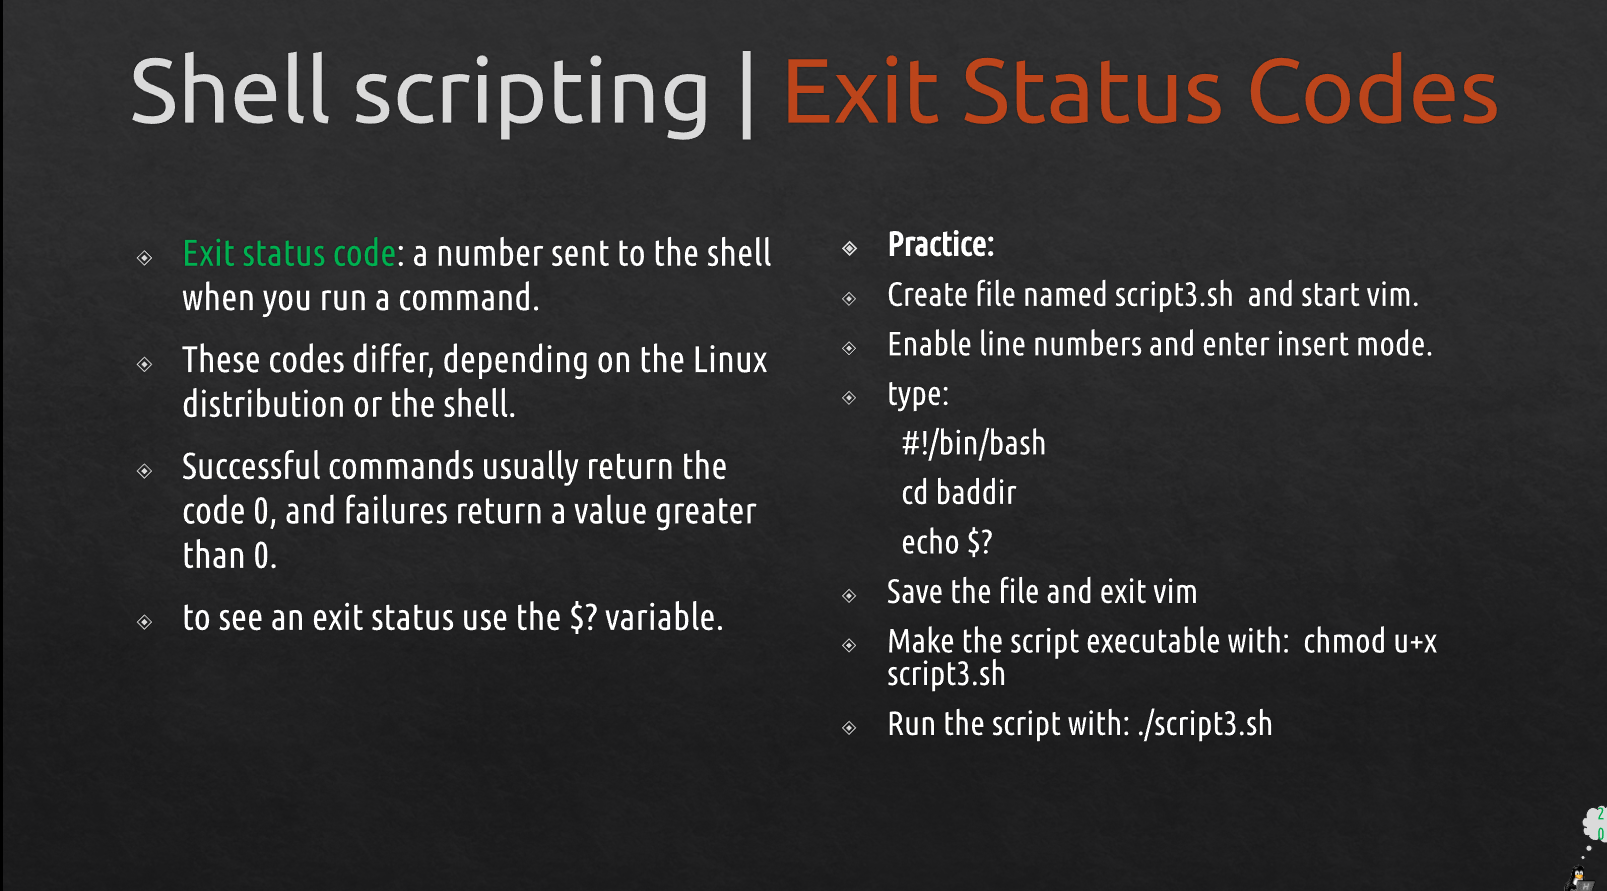 Shell scripting | Exit Status Codes
Exit status code: a number sent to the shell
when you run a command.
These codes differ, depending on the Linux
distribution or the shell.
Successful commands usually return the
code 0, and failures return a value greater
than 0.
to see an exit status use the $? variable.
Practice:
Create file named script3.sh  and start vim.
Enable line numbers and enter insert mode.
type:
#!/bin/bash
cd baddir
echo $?
Save the file and exit vim
Make the script executable with:  chmod u+x
script3.sh
Run the script with: ./script3.sh
2
0